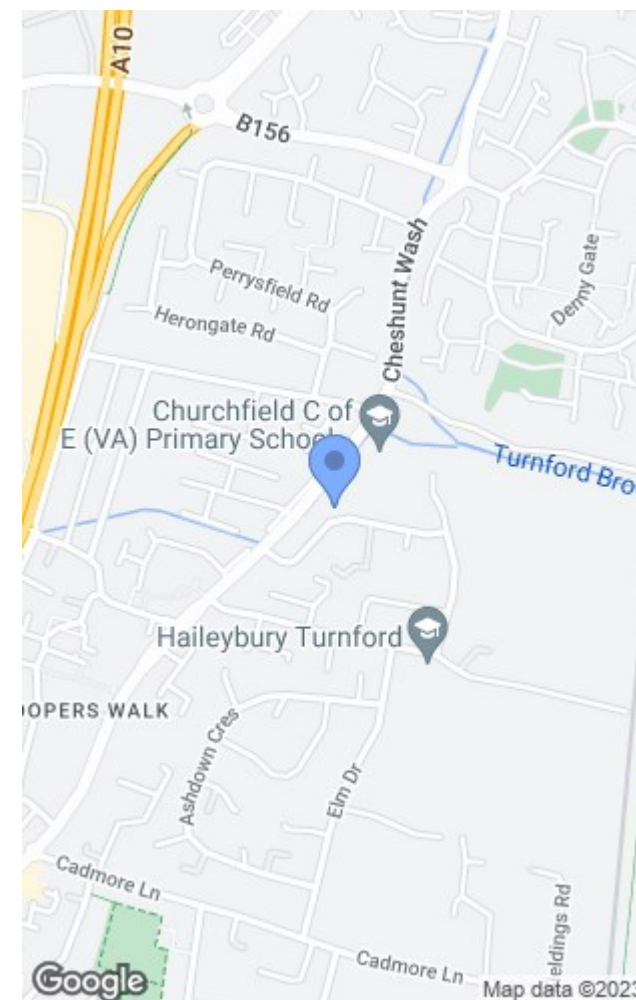 A10
B156
Cheshunt Wash
Denny Gate
Perrysfield Rd
Herongate Rd
Churchfield C of
E (VA) Primary School
Turnford Bro
Haileybury Turnford
OOPERS WALK
Ashdown Cres
Elm Dr
Cadmore Ln
Cadmore Ln
eldings Rd
Google
Map data ©2023